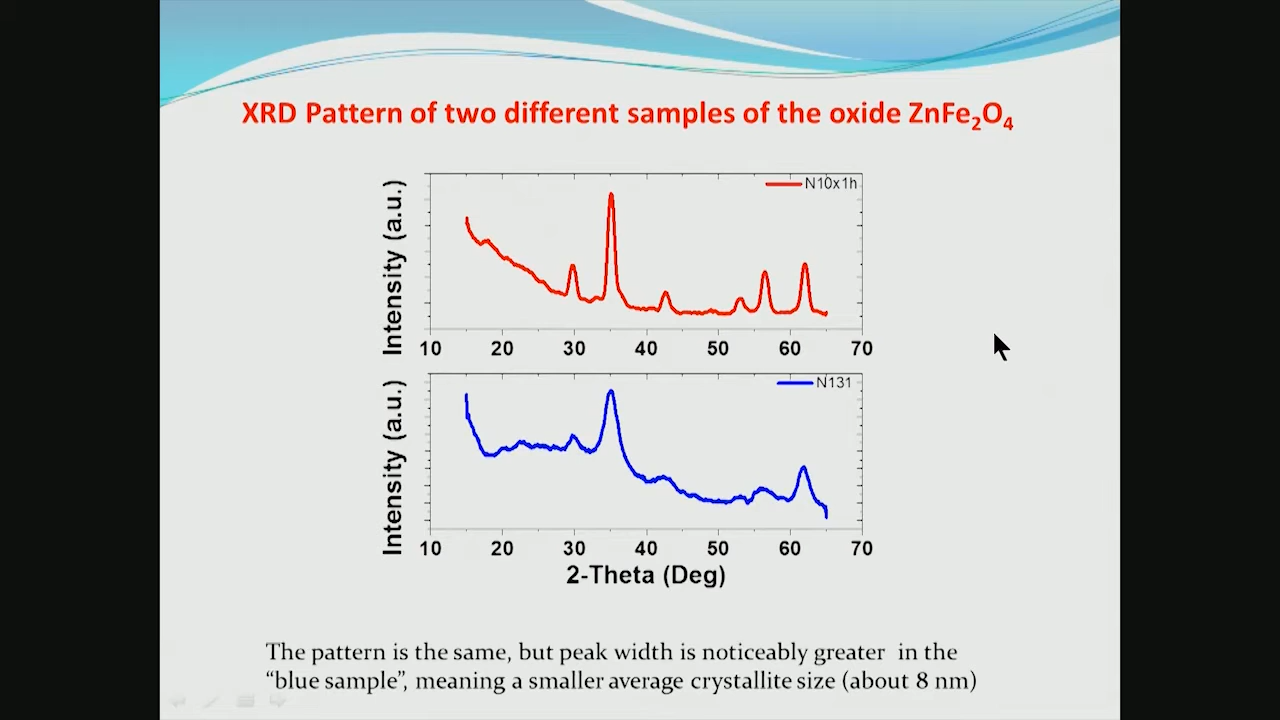 XRD Pattern of two different samples of the oxide ZnFe₂O₄
N10x1h
Intensity (a.u.)
10 20 30 40 50 60 70
N131
Intensity (a.u.)
10 20 30 40 50 60 70
2-Theta (Deg)
The pattern is the same, but peak width is noticeably greater in the
“blue sample”, meaning a smaller average crystallite size (about 8 nm)